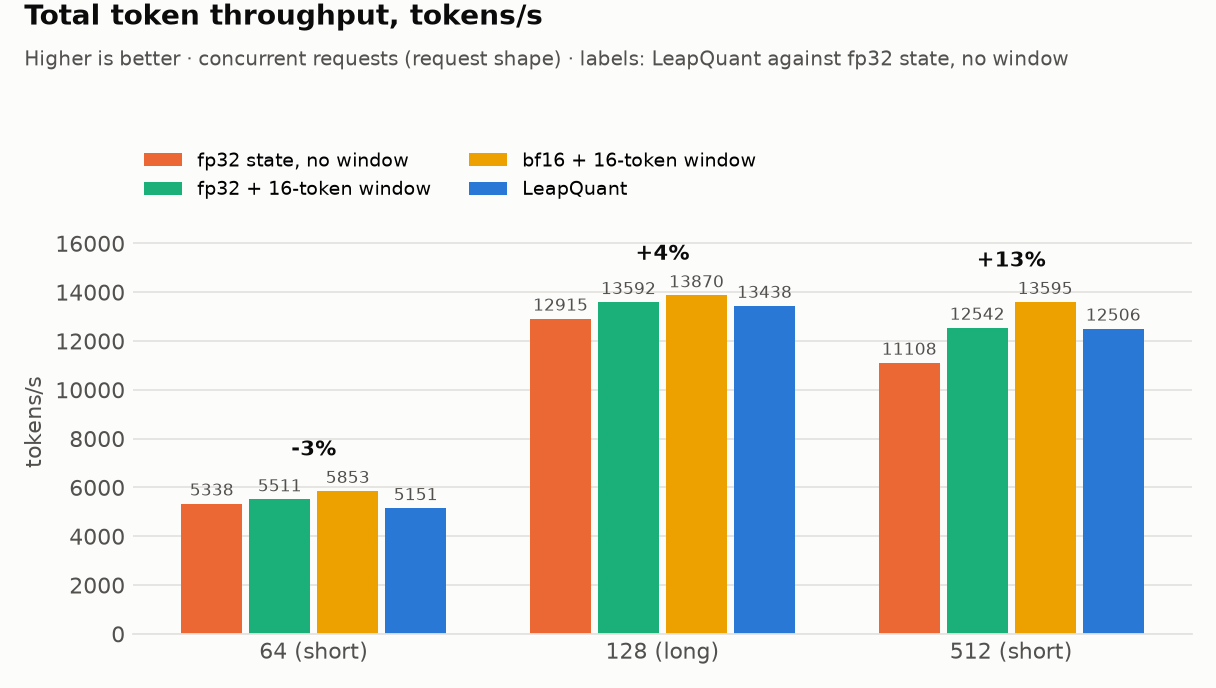 Total token throughput, tokens/s
Higher is better · concurrent requests (request shape) · labels: LeapQuant against fp32 state, no window
fp32 state, no window
fp32 + 16-token window
bf16 + 16-token window
LeapQuant
tokens/s
16000
14000
12000
10000
8000
6000
4000
2000
0
-3%
5338
5511
5853
5151
+4%
12915
13592
13870
13438
+13%
11108
12542
13595
12506
64 (short)
128 (long)
512 (short)